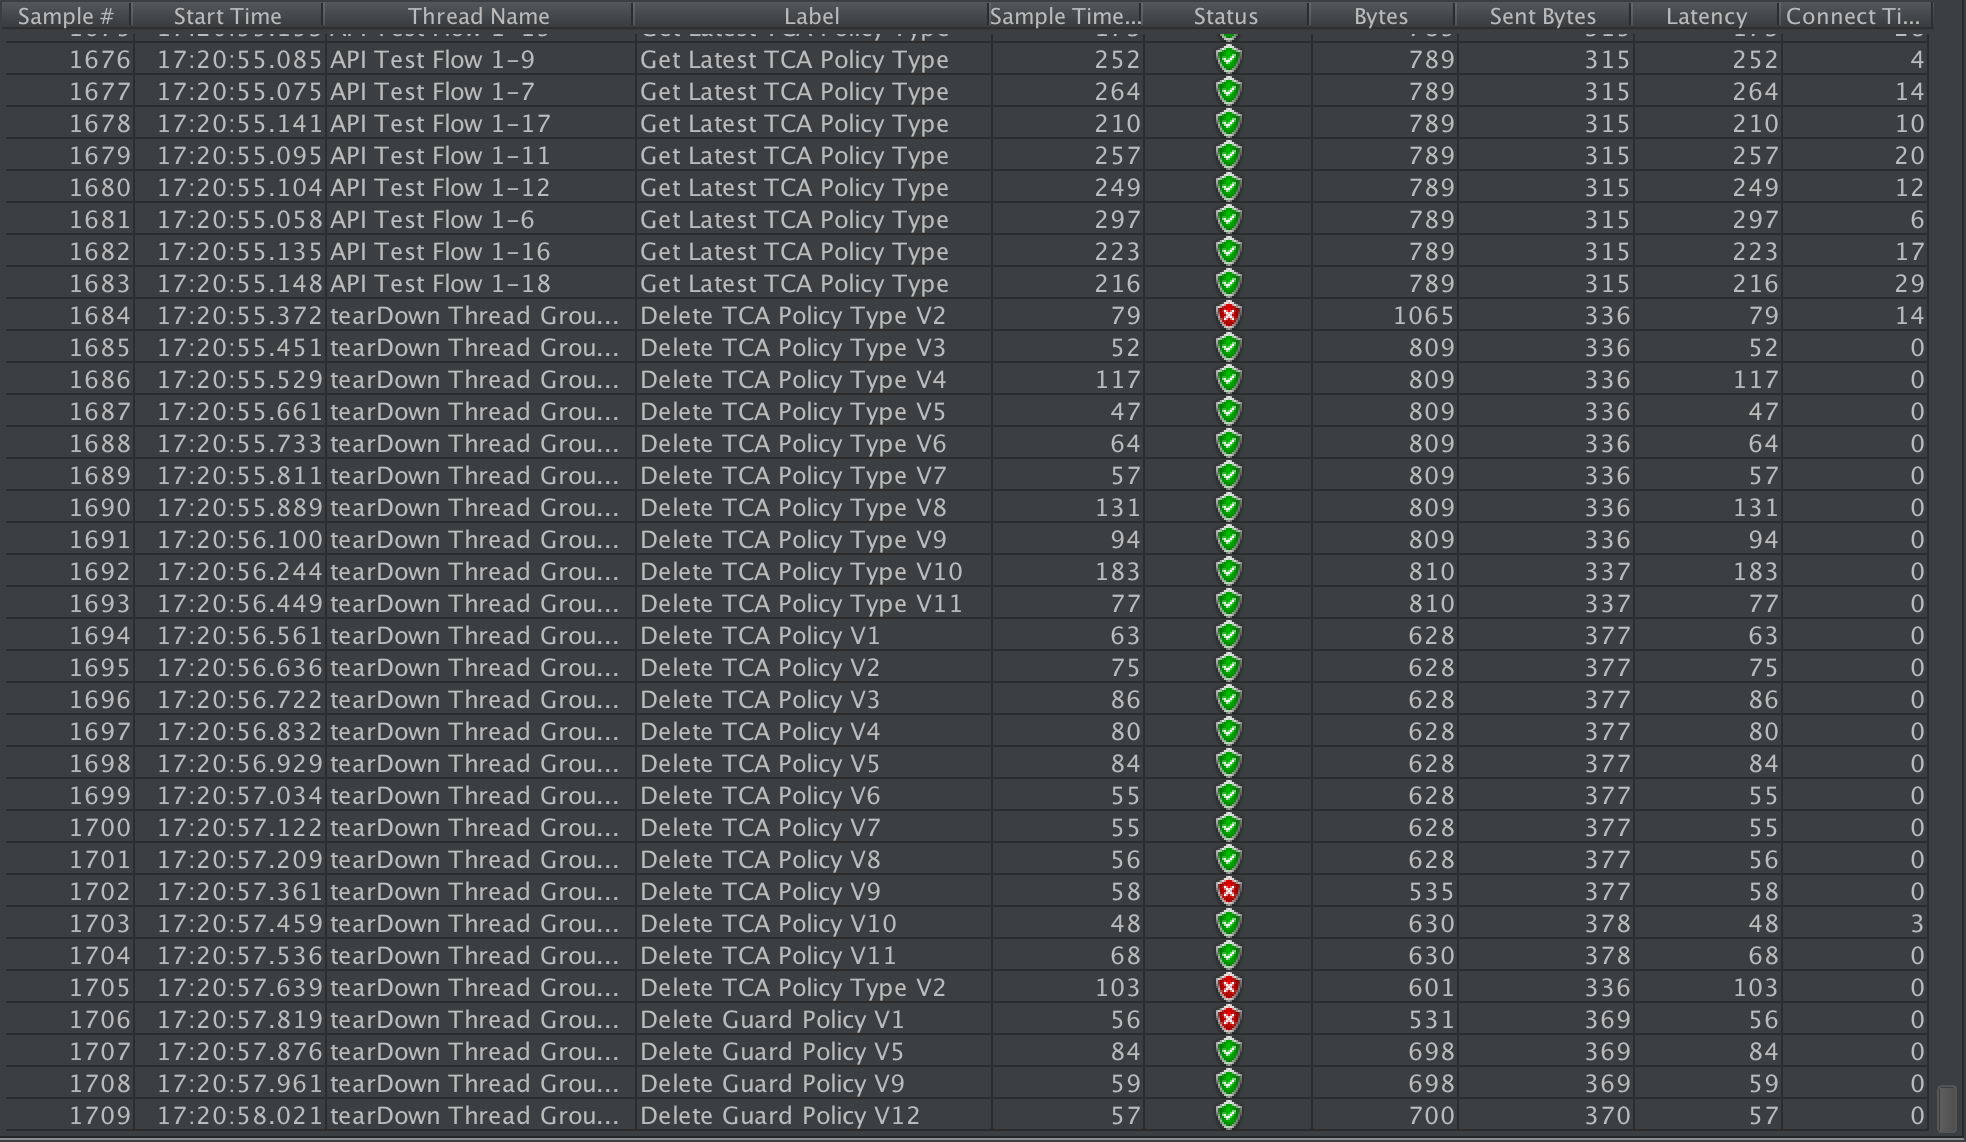 Sample # Start Time Thread Name Label Sample Time... Status Bytes Sent Bytes Latency Connect Ti...
1676 17:20:55.085 API Test Flow 1-9 Get Latest TCA Policy Type 252 789 315 252 4
1677 17:20:55.075 API Test Flow 1-7 Get Latest TCA Policy Type 264 789 315 264 14
1678 17:20:55.141 API Test Flow 1-17 Get Latest TCA Policy Type 210 789 315 210 10
1679 17:20:55.095 API Test Flow 1-11 Get Latest TCA Policy Type 257 789 315 257 20
1680 17:20:55.104 API Test Flow 1-12 Get Latest TCA Policy Type 249 789 315 249 12
1681 17:20:55.058 API Test Flow 1-6 Get Latest TCA Policy Type 297 789 315 297 6
1682 17:20:55.135 API Test Flow 1-16 Get Latest TCA Policy Type 223 789 315 223 17
1683 17:20:55.148 API Test Flow 1-18 Get Latest TCA Policy Type 216 789 315 216 29
1684 17:20:55.372 tearDown Thread Grou... Delete TCA Policy Type V2 79 1065 336 79 14
1685 17:20:55.451 tearDown Thread Grou... Delete TCA Policy Type V3 52 809 336 52 0
1686 17:20:55.529 tearDown Thread Grou... Delete TCA Policy Type V4 117 809 336 117 0
1687 17:20:55.661 tearDown Thread Grou... Delete TCA Policy Type V5 47 809 336 47 0
1688 17:20:55.733 tearDown Thread Grou... Delete TCA Policy Type V6 64 809 336 64 0
1689 17:20:55.811 tearDown Thread Grou... Delete TCA Policy Type V7 57 809 336 57 0
1690 17:20:55.889 tearDown Thread Grou... Delete TCA Policy Type V8 131 809 336 131 0
1691 17:20:56.100 tearDown Thread Grou... Delete TCA Policy Type V9 94 809 336 94 0
1692 17:20:56.244 tearDown Thread Grou... Delete TCA Policy Type V10 183 810 337 183 0
1693 17:20:56.449 tearDown Thread Grou... Delete TCA Policy Type V11 77 810 337 77 0
1694 17:20:56.561 tearDown Thread Grou... Delete TCA Policy V1 63 628 377 63 0
1695 17:20:56.636 tearDown Thread Grou... Delete TCA Policy V2 75 628 377 75 0
1696 17:20:56.722 tearDown Thread Grou... Delete TCA Policy V3 86 628 377 86 0
1697 17:20:56.832 tearDown Thread Grou... Delete TCA Policy V4 80 628 377 80 0
1698 17:20:56.929 tearDown Thread Grou... Delete TCA Policy V5 84 628 377 84 0
1699 17:20:57.034 tearDown Thread Grou... Delete TCA Policy V6 55 628 377 55 0
1700 17:20:57.122 tearDown Thread Grou... Delete TCA Policy V7 55 628 377 55 0
1701 17:20:57.209 tearDown Thread Grou... Delete TCA Policy V8 56 628 377 56 0
1702 17:20:57.361 tearDown Thread Grou... Delete TCA Policy V9 58 535 377 58 0
1703 17:20:57.459 tearDown Thread Grou... Delete TCA Policy V10 48 630 378 48 3
1704 17:20:57.536 tearDown Thread Grou... Delete TCA Policy V11 68 630 378 68 0
1705 17:20:57.639 tearDown Thread Grou... Delete TCA Policy Type V2 103 601 336 103 0
1706 17:20:57.819 tearDown Thread Grou... Delete Guard Policy V1 56 531 369 56 0
1707 17:20:57.876 tearDown Thread Grou... Delete Guard Policy V5 84 698 369 84 0
1708 17:20:57.961 tearDown Thread Grou... Delete Guard Policy V9 59 698 369 59 0
1709 17:20:58.021 tearDown Thread Grou... Delete Guard Policy V12 57 700 370 57 0